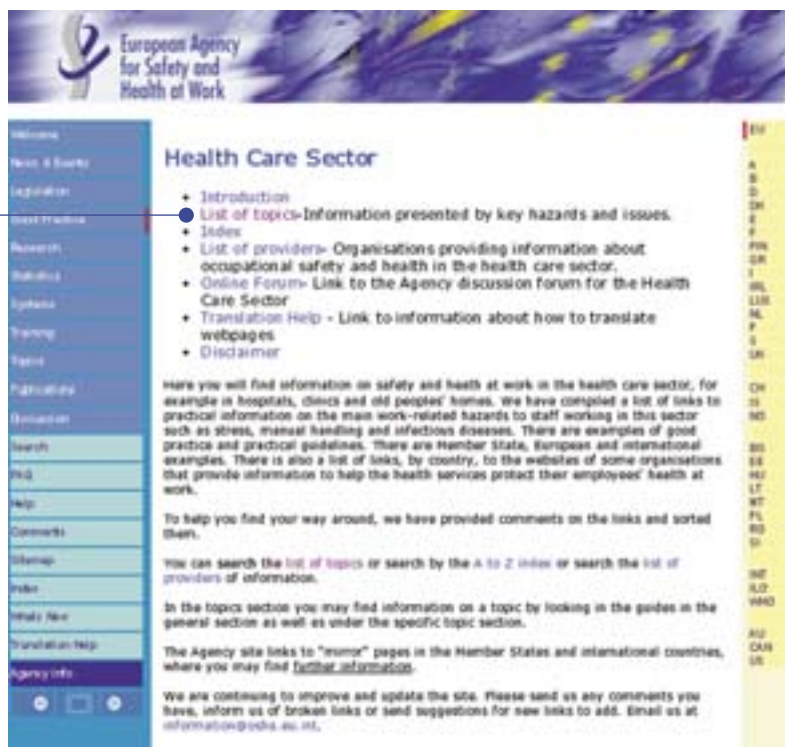 European Agency
for Safety and
Health at Work
Welcome
News & Events
Legislation
Good Practice
Research
Statistics
Systems
Training
Topics
Publications
Discussion
Search
FAQ
Help
Comments
Sitemap
Index
Whats New
Translation Help
Agency Info
Health Care Sector
• Introduction
• List of topics-Information presented by key hazards and issues.
• Index
• List of providers- Organisations providing information about
occupational safety and health in the health care sector.
• Online Forum- Link to the Agency discussion forum for the Health
Care Sector
• Translation Help - Link to information about how to translate
webpages
• Disclaimer
Here you will find information on safety and heath at work in the health care sector, for
example in hospitals, clinics and old peoples' homes. We have compiled a list of links to
practical information on the main work-related hazards to staff working in this sector
such as stress, manual handling and infectious diseases. There are examples of good
practice and practical guidelines. There are Member State, European and international
examples. There is also a list of links, by country, to the websites of some organisations
that provide information to help the health services protect their employees' health at
work.
To help you find your way around, we have provided comments on the links and sorted
them.
You can search the list of topics or search by the A to Z index or search the list of
providers of information.
In the topics section you may find information on a topic by looking in the guides in the
general section as well as under the specific topic section.
The Agency site links to "mirror" pages in the Member States and international countries,
where you may find further information.
We are continuing to improve and update the site. Please send us any comments you
have, inform us of broken links or send suggestions for new links to add. Email us at
information@osha.eu.int.
EU
A
B
D
DK
E
F
FIN
GR
I
IRL
LUX
NL
P
S
UK
CH
IS
NO
BG
EE
HU
LT
MT
PL
RO
SI
INT
ILO
WHO
AU
CAN
US